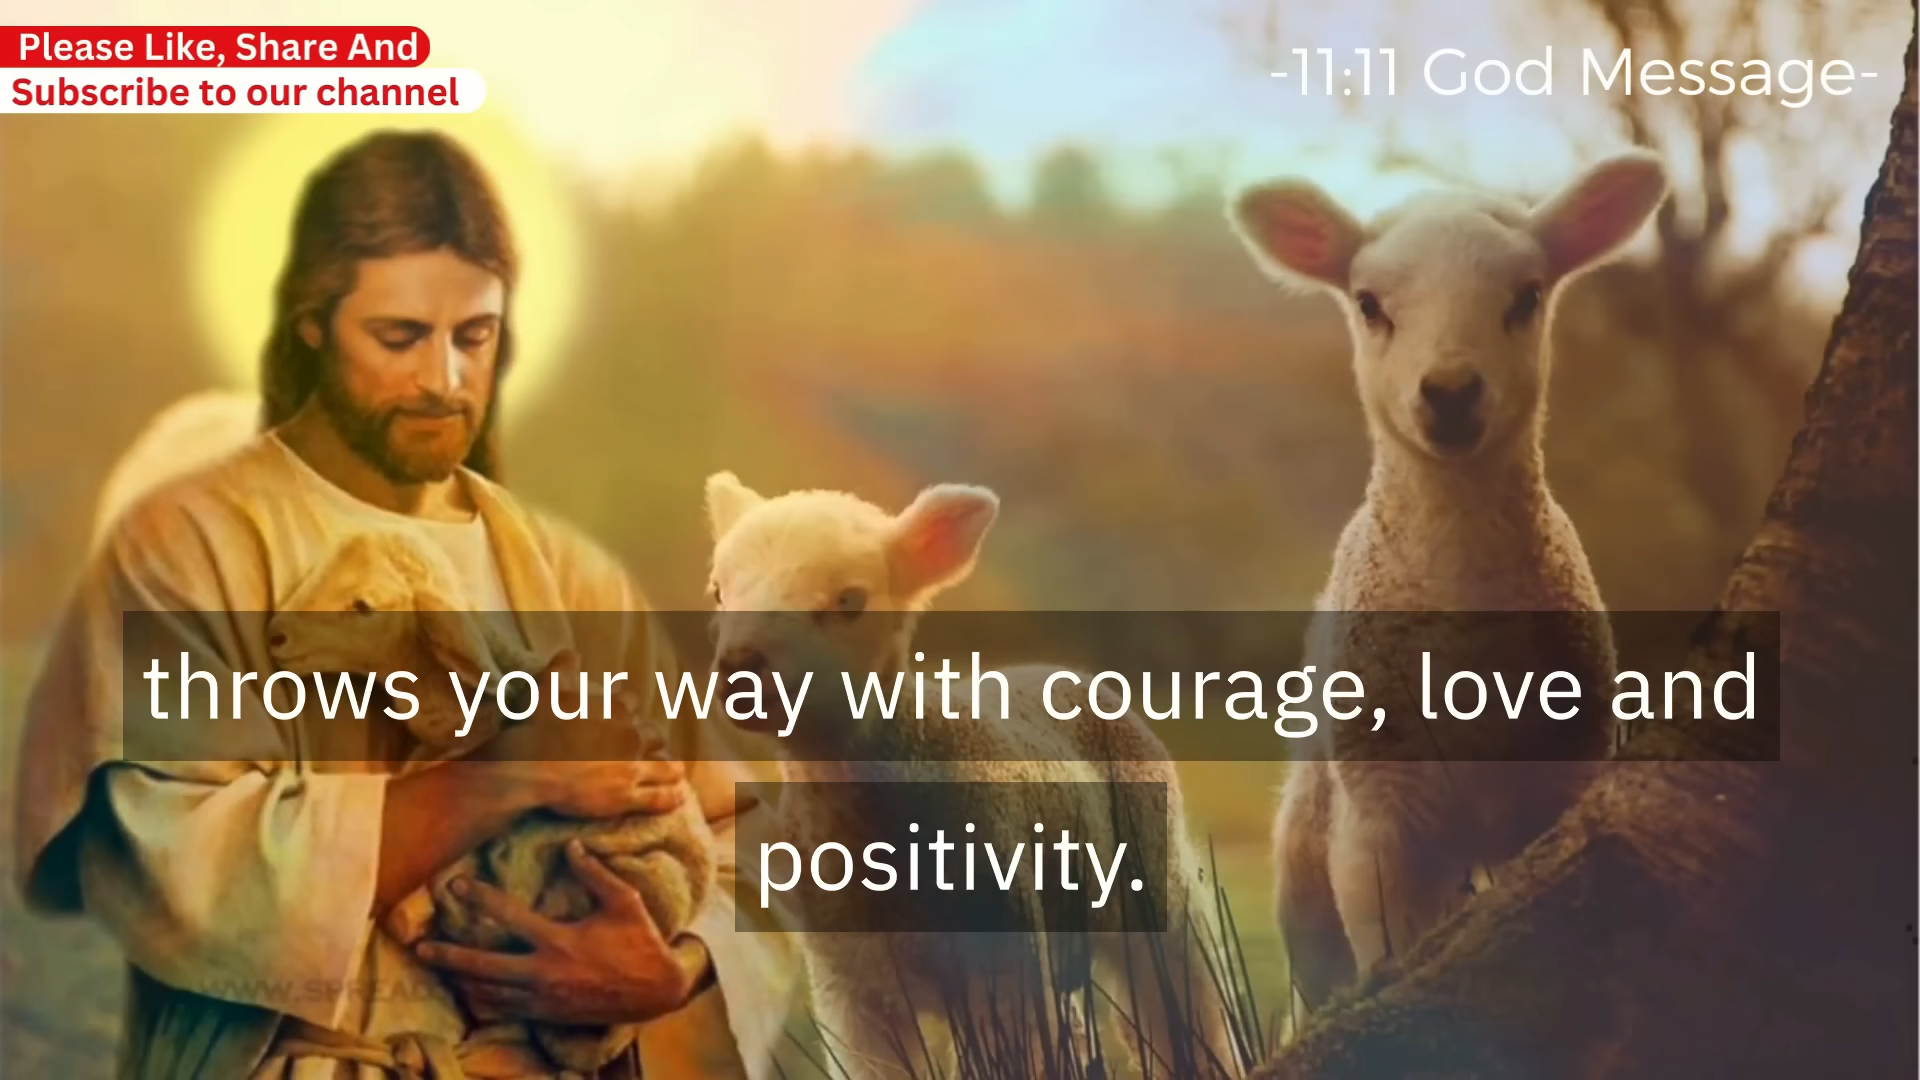 Please Like, Share And
Subscribe to our channel
-11:11 God Message-
throws your way with courage, love and
positivity.